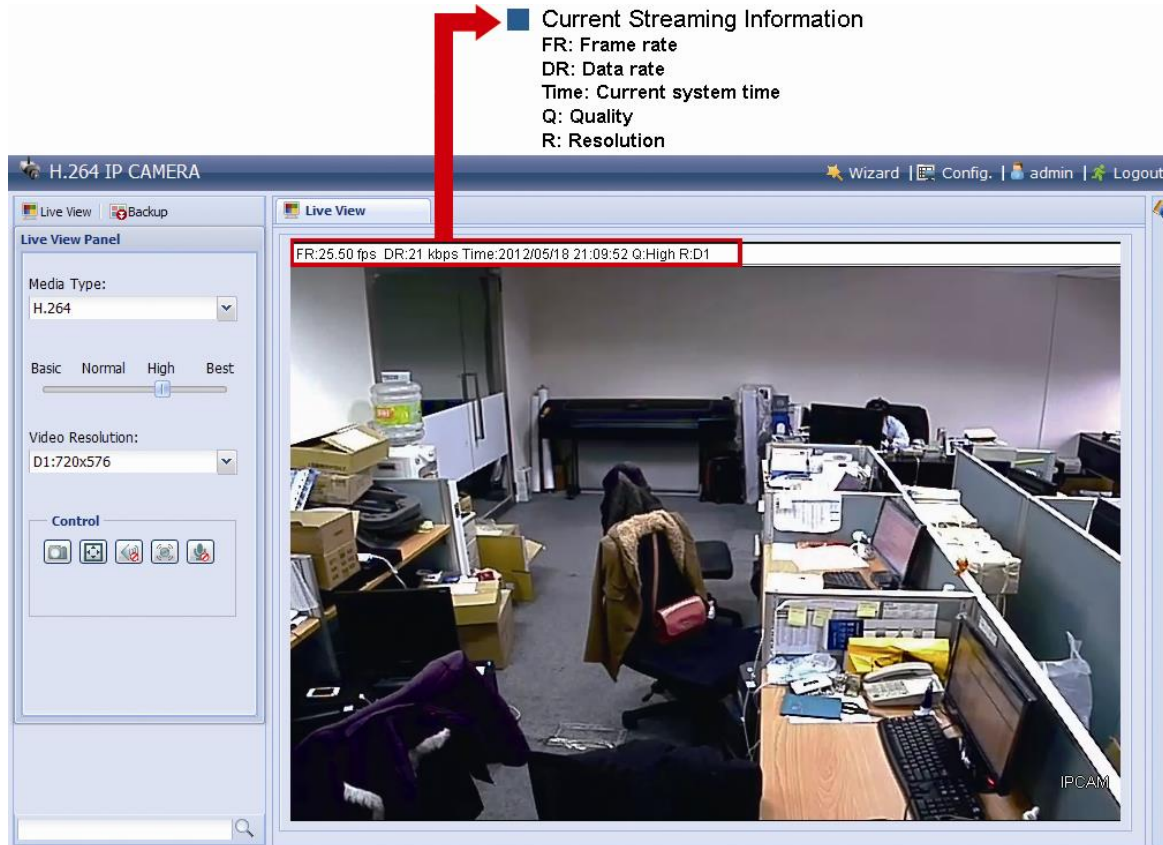 Current Streaming Information
FR: Frame rate
DR: Data rate
Time: Current system time
Q: Quality
R: Resolution
H.264 IP CAMERA
Wizard | Config. | admin | Logout
Live View | Backup
Live View
Live View Panel
FR:25.50 fps DR:21 kbps Time:2012/05/18 21:09:52 Q:High R:D1
Media Type:
H.264
Basic Normal High Best
Video Resolution:
D1:720x576
Control
IPCAM